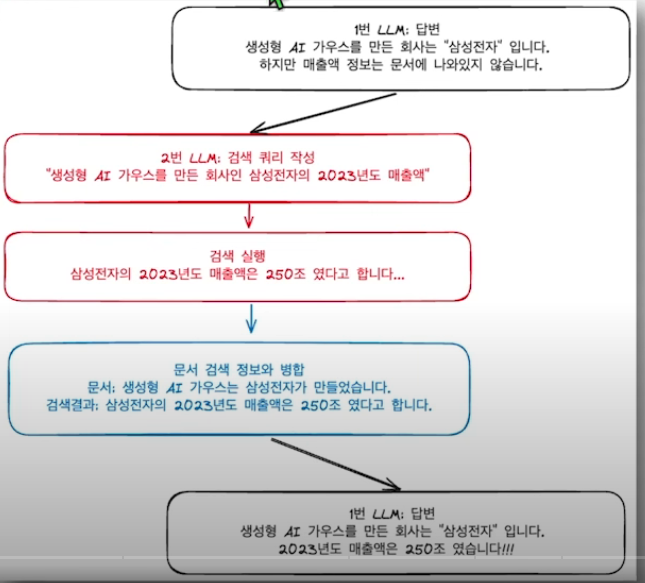 1번 LLM: 답변
생성형 AI 가우스를 만든 회사는 "삼성전자" 입니다.
하지만 매출액 정보는 문서에 나와있지 않습니다.
2번 LLM: 검색 쿼리 작성
"생성형 AI 가우스를 만든 회사인 삼성전자의 2023년도 매출액"
검색 실행
삼성전자의 2023년도 매출액은 250조 였다고 합니다...
문서 검색 정보와 병합
문서: 생성형 AI 가우스는 삼성전자가 만들었습니다.
검색결과: 삼성전자의 2023년도 매출액은 250조 였다고 합니다.
1번 LLM: 답변
생성형 AI 가우스를 만든 회사는 "삼성전자" 입니다.
2023년도 매출액은 250조 였습니다!!!